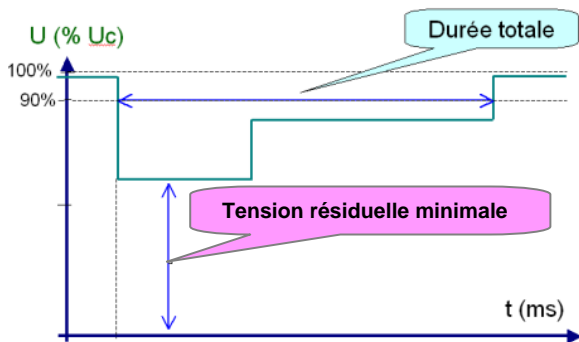 Durée totale
U (% Uc)
100%
90%
Tension résiduelle minimale
t (ms)